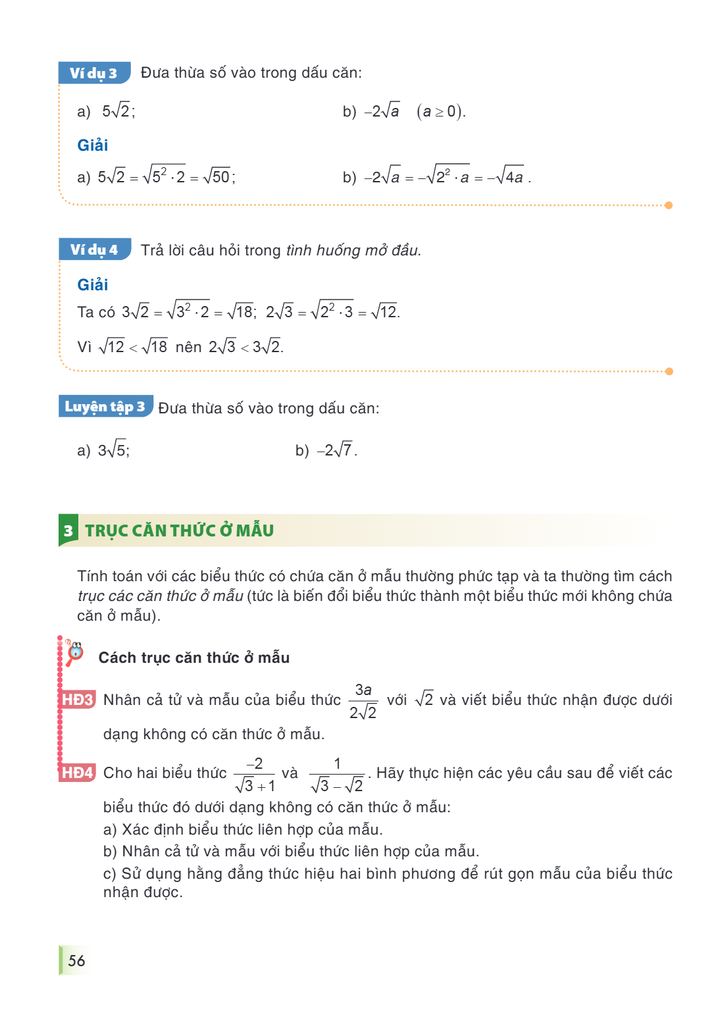 Ví dụ 3 Đưa thừa số vào trong dấu căn:
a) 5√2; b) –2√a (a ≥ 0).
Giải
a) 5√2 = √(5² · 2) = √50; b) –2√a = –√(2² · a) = –√(4a) .
Ví dụ 4 Trả lời câu hỏi trong tình huống mở đầu.
Giải
Ta có 3√2 = √(3² · 2) = √18; 2√3 = √(2² · 3) = √12.
Vì √12 < √18 nên 2√3 < 3√2.
Luyện tập 3 Đưa thừa số vào trong dấu căn:
a) 3√5; b) –2√7 .
3 TRỤC CĂN THỨC Ở MẪU
Tính toán với các biểu thức có chứa căn ở mẫu thường phức tạp và ta thường tìm cách
trục các căn thức ở mẫu (tức là biến đổi biểu thức thành một biểu thức mới không chứa
căn ở mẫu).
Cách trục căn thức ở mẫu
HĐ3 Nhân cả tử và mẫu của biểu thức 3a/(2√2) với √2 và viết biểu thức nhận được dưới
dạng không có căn thức ở mẫu.
HĐ4 Cho hai biểu thức –2/(√3 + 1) và 1/(√3 – √2) . Hãy thực hiện các yêu cầu sau để viết các
biểu thức đó dưới dạng không có căn thức ở mẫu:
a) Xác định biểu thức liên hợp của mẫu.
b) Nhân cả tử và mẫu với biểu thức liên hợp của mẫu.
c) Sử dụng hằng đẳng thức hiệu hai bình phương để rút gọn mẫu của biểu thức
nhận được.
56